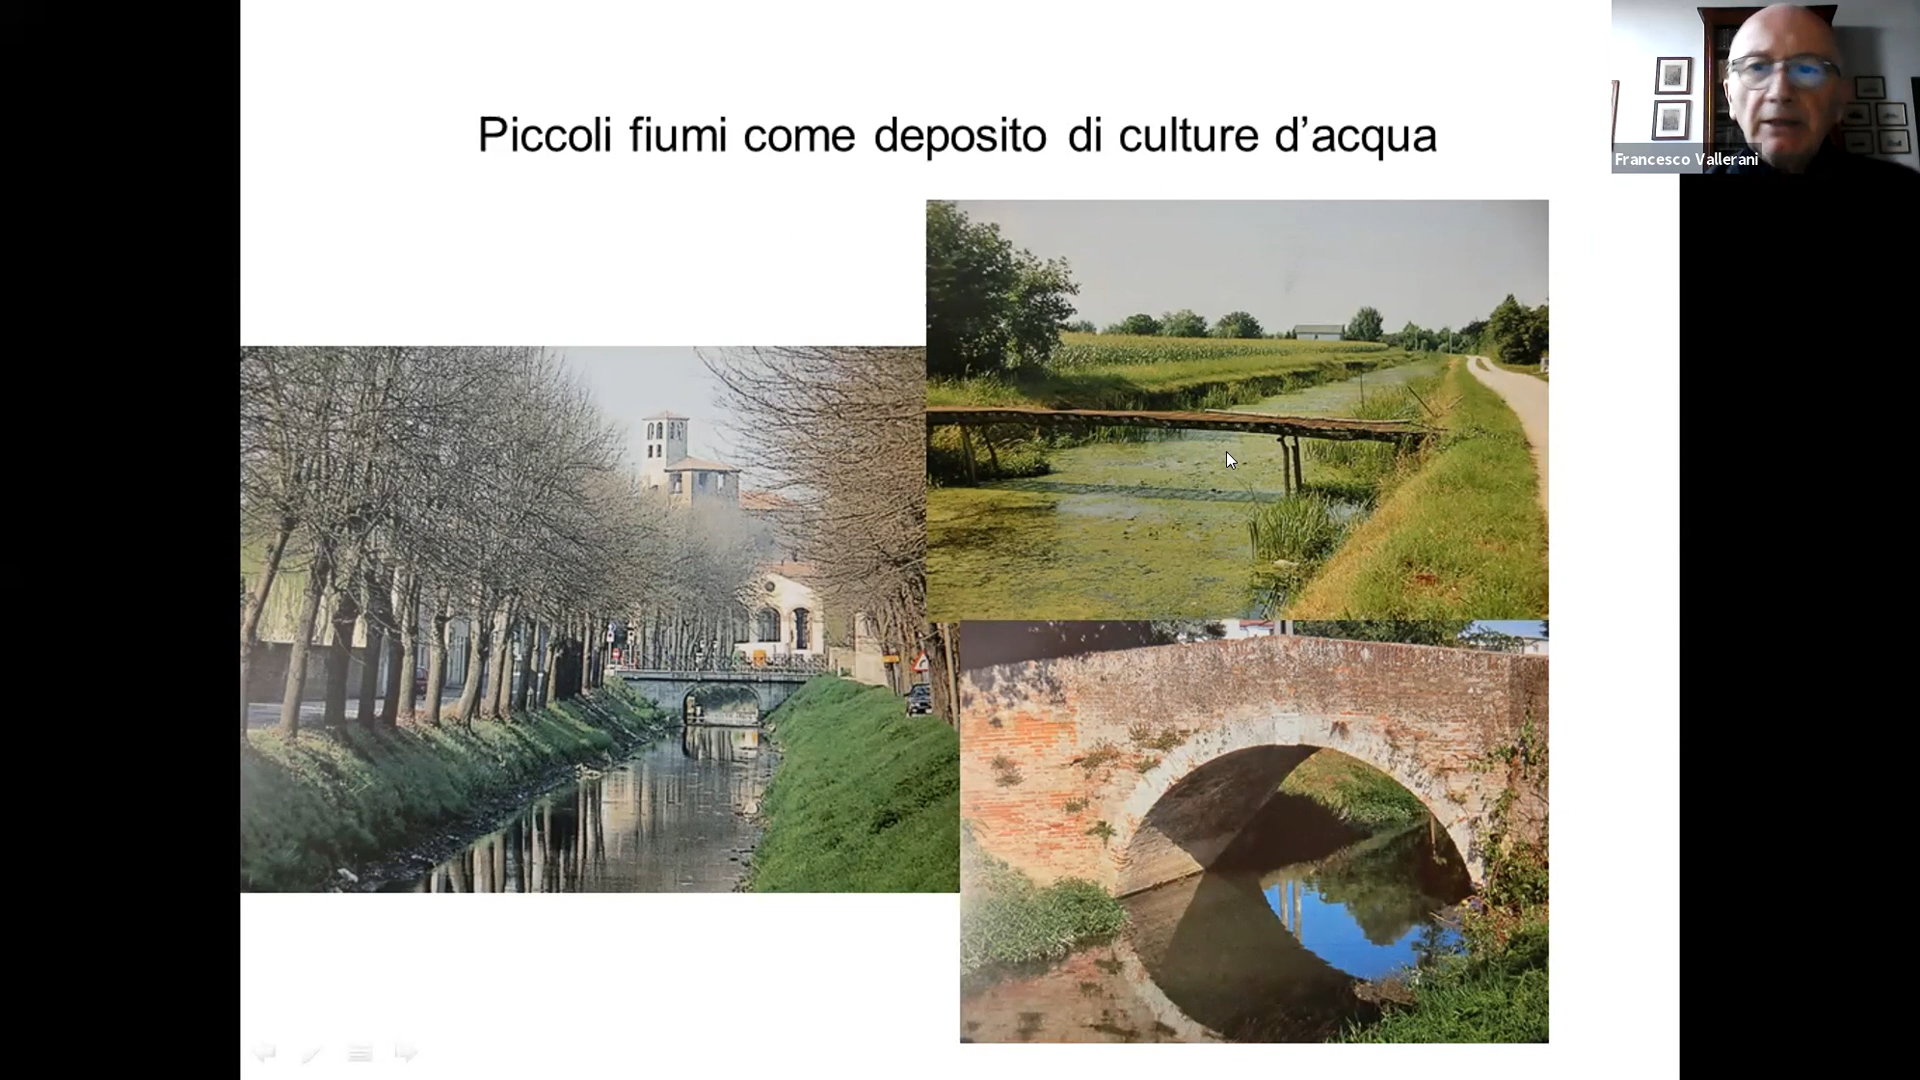 Piccoli fiumi come deposito di culture d’acqua
Francesco Vallerani